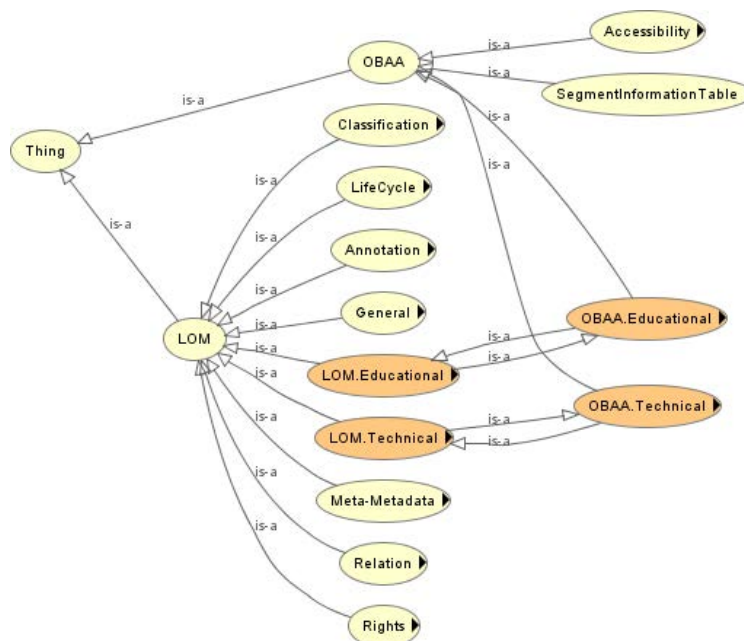 Accessibility
is-a
OBAA
SegmentInformationTable
is-a
is-a
Classification
is-a
Thing
is-a
is-a
LifeCycle
is-a
is-a
Annotation
is-a
General
OBAA.Educational
is-a
is-a
LOM
is-a
is-a
LOM.Educational
is-a
OBAA.Technical
is-a
LOM.Technical
is-a
is-a
Meta-Metadata
is-a
is-a
Relation
Rights